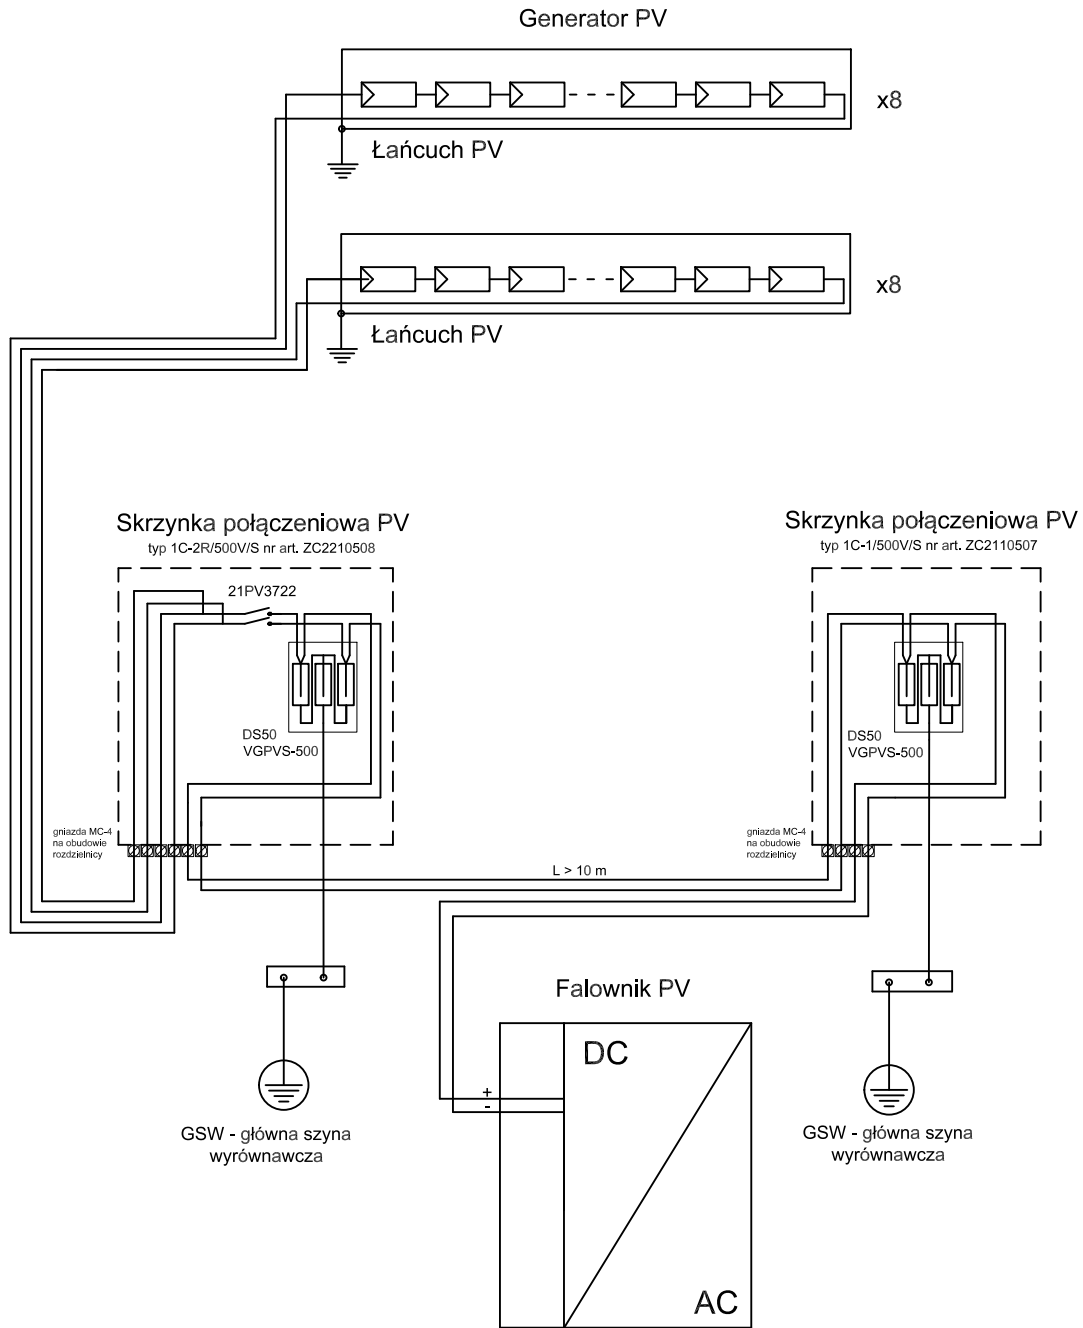 Generator PV
x8
Łańcuch PV
x8
Łańcuch PV
Skrzynka połączeniowa PV
typ 1C-2R/500V/S nr art. ZC2210508
21PV3722
DS50
VGPVS-500
gniazda MC-4
na obudowie
rozdzielnicy
Skrzynka połączeniowa PV
typ 1C-1/500V/S nr art. ZC2110507
DS50
VGPVS-500
gniazda MC-4
na obudowie
rozdzielnicy
L > 10 m
Falownik PV
DC
+
-
AC
GSW - główna szyna
wyrównawcza
GSW - główna szyna
wyrównawcza